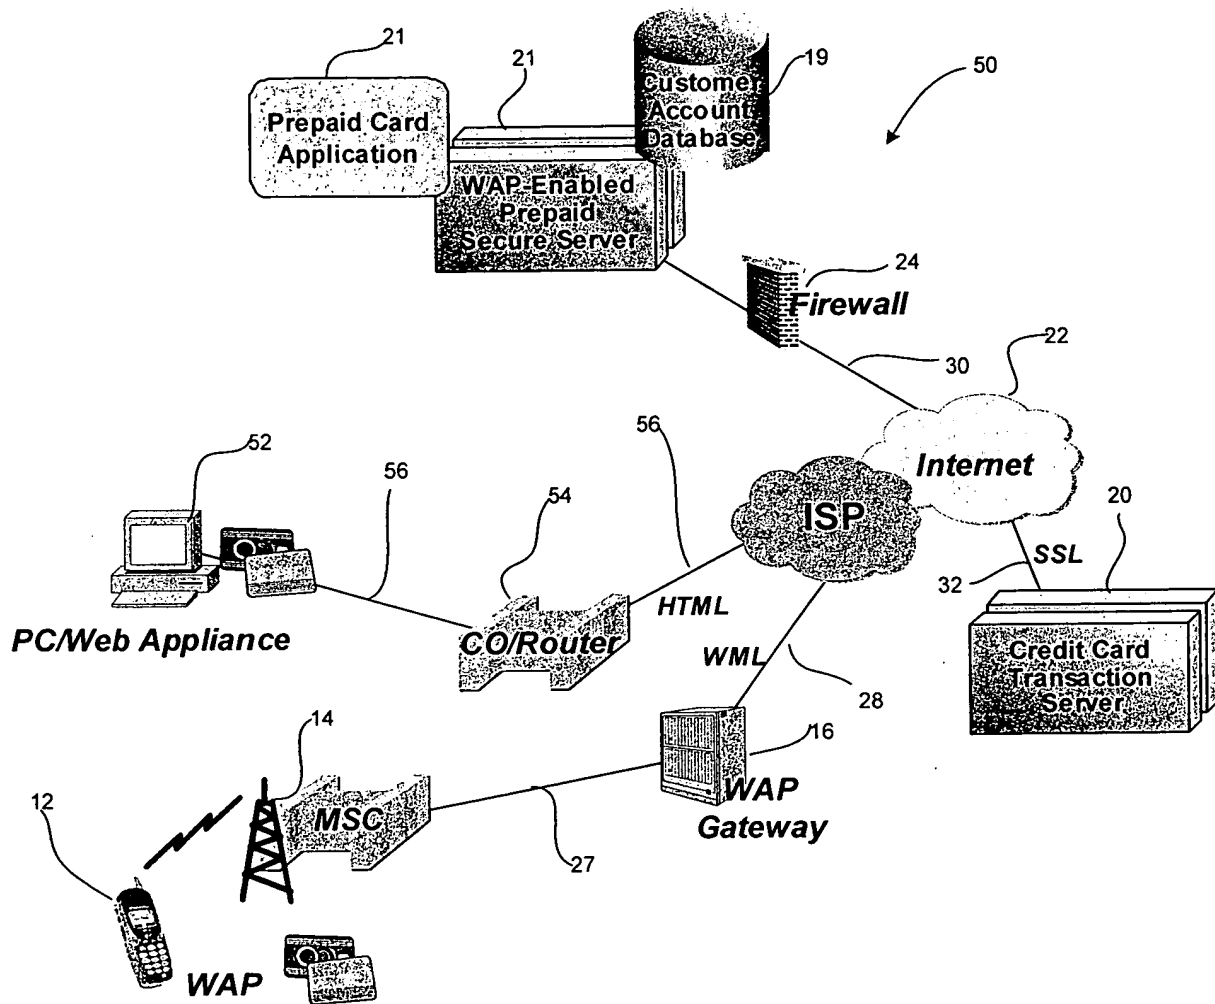 21
21
19
50
Prepaid Card
Application
Customer
Account
Database
WAP-Enabled
Prepaid
Secure Server
24
Firewall
22
30
Internet
56
52
56
54
ISP
20
SSL
32
HTML
PC/Web Appliance
CO/Router
WML
Credit Card
Transaction
Server
28
14
16
WAP
Gateway
12
MSC
27
WAP